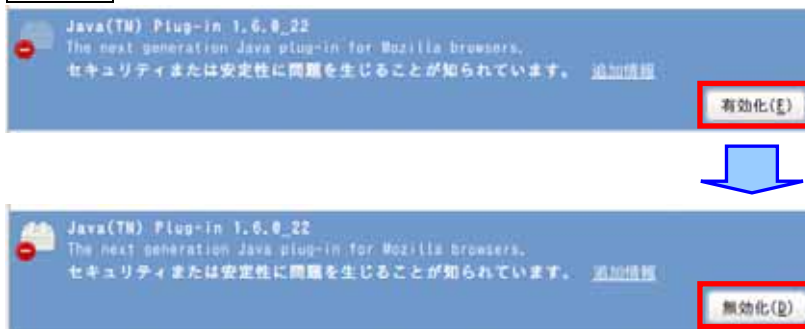 Java(TM) Plug-in 1.6.0_22
The next generation Java plug-in for Mozilla browsers.
セキュリティまたは安定性に問題を生じることが知られています。 追加情報
有効化(E)
Java(TM) Plug-in 1.6.0_22
The next generation Java plug-in for Mozilla browsers.
セキュリティまたは安定性に問題を生じることが知られています。 追加情報
無効化(D)